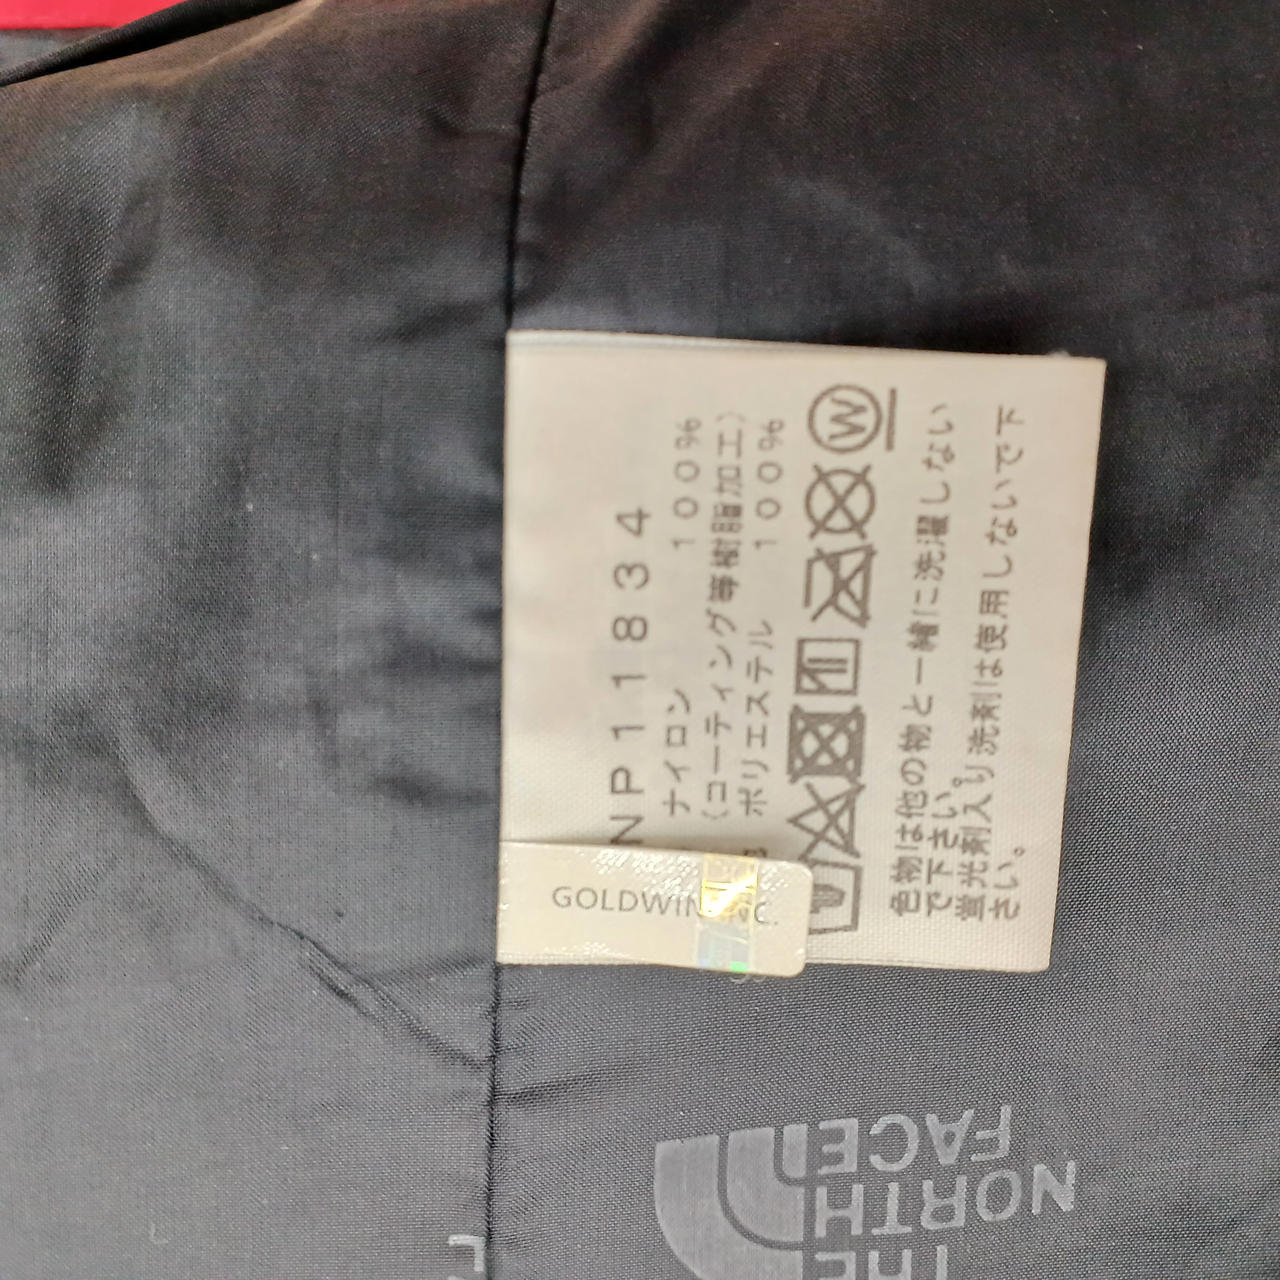 NP11834
ナイロン 100%
(コーティング等樹脂加工)
ポリエステル 100%
W
色物は他の物と一緒に洗濯しない
で下さい。
蛍光剤入り洗剤は使用しないで下
さい。
GOLDWIN INC.
THE
NORTH
FACE